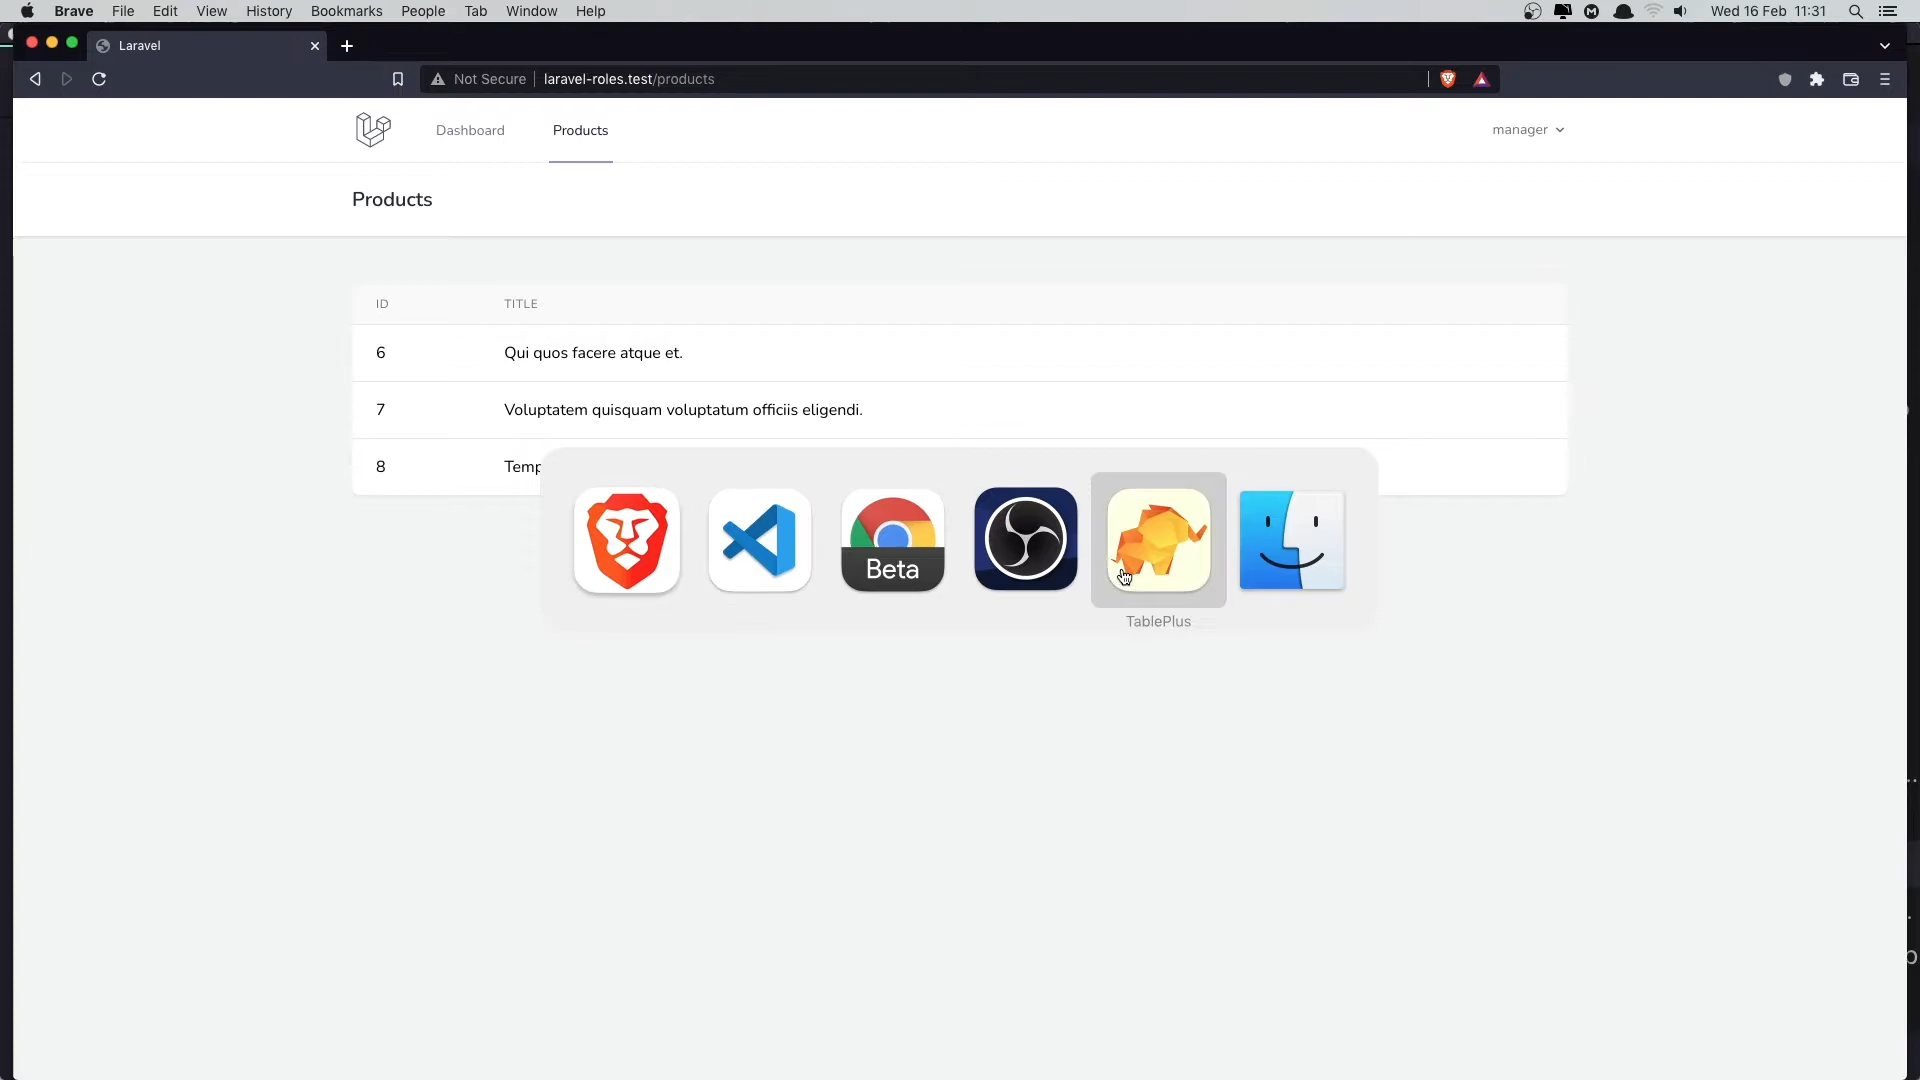 Brave File Edit View History Bookmarks People Tab Window Help Wed 16 Feb 11:31
Laravel
Not Secure laravel-roles.test/products
Dashboard Products manager
Products
ID TITLE
6 Qui quos facere atque et.
7 Voluptatem quisquam voluptatum officiis eligendi.
8 Temp
Beta
TablePlus